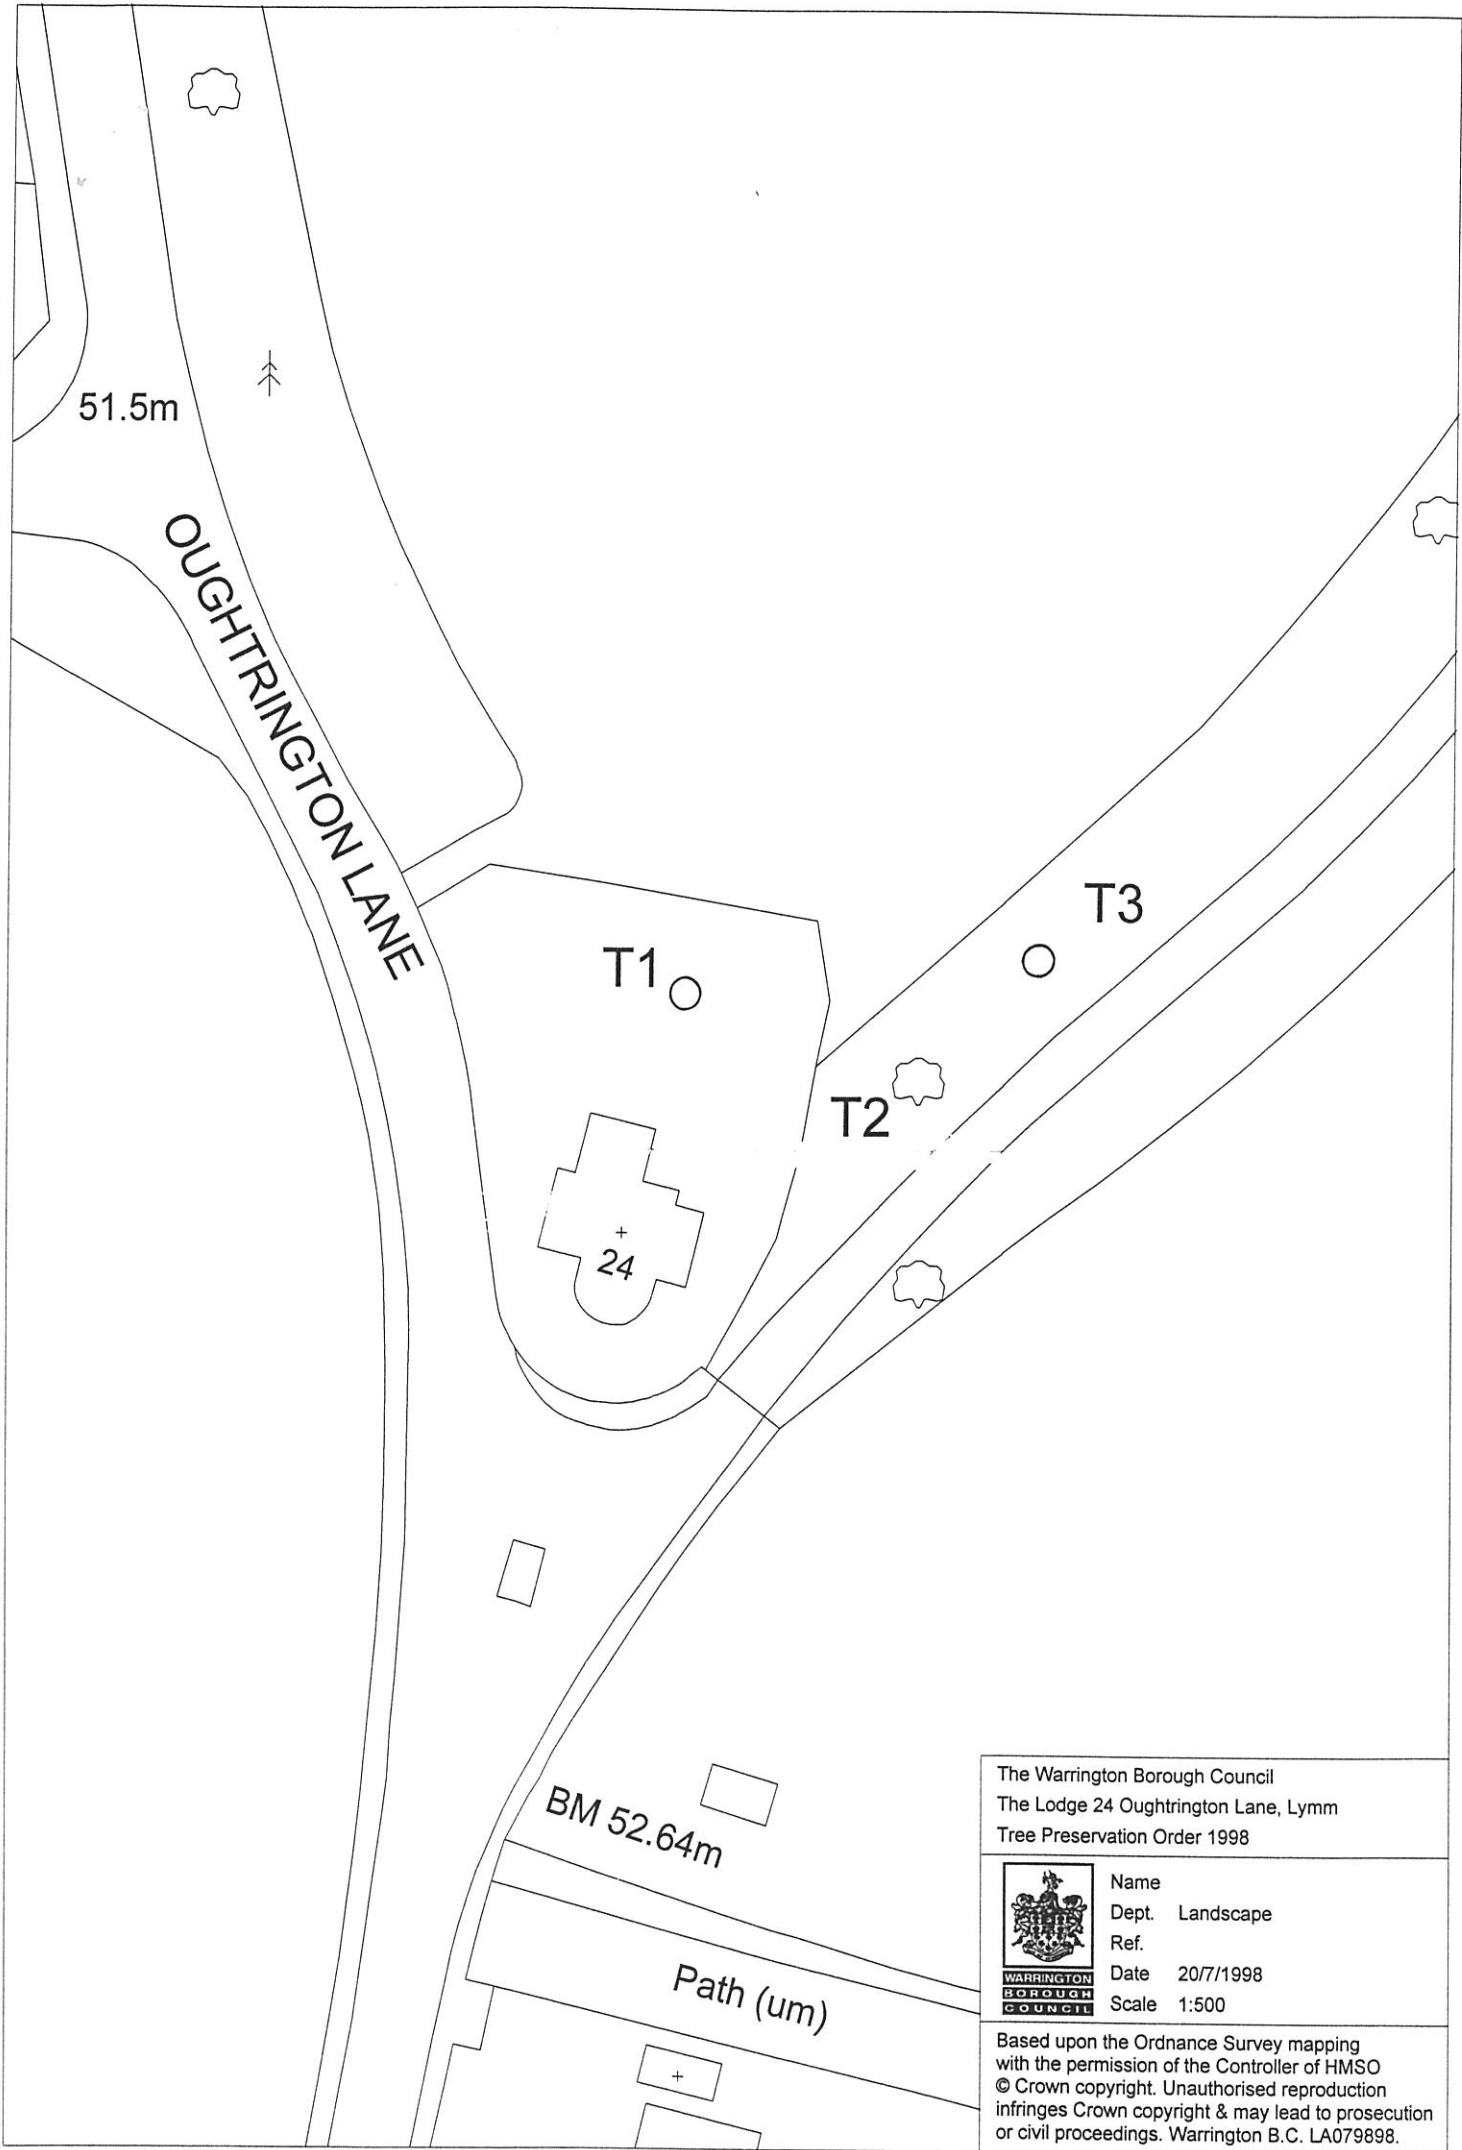 51.5m
OUGHTRINGTON LANE
T3
T1
T2
24
BM 52.64m
Path (um)
The Warrington Borough Council
The Lodge 24 Oughtrington Lane, Lymm
Tree Preservation Order 1998
Name
Dept. Landscape
Ref.
Date 20/7/1998
Scale 1:500
WARRINGTON
BOROUGH
COUNCIL
Based upon the Ordnance Survey mapping
with the permission of the Controller of HMSO
© Crown copyright. Unauthorised reproduction
infringes Crown copyright & may lead to prosecution
or civil proceedings. Warrington B.C. LA079898.